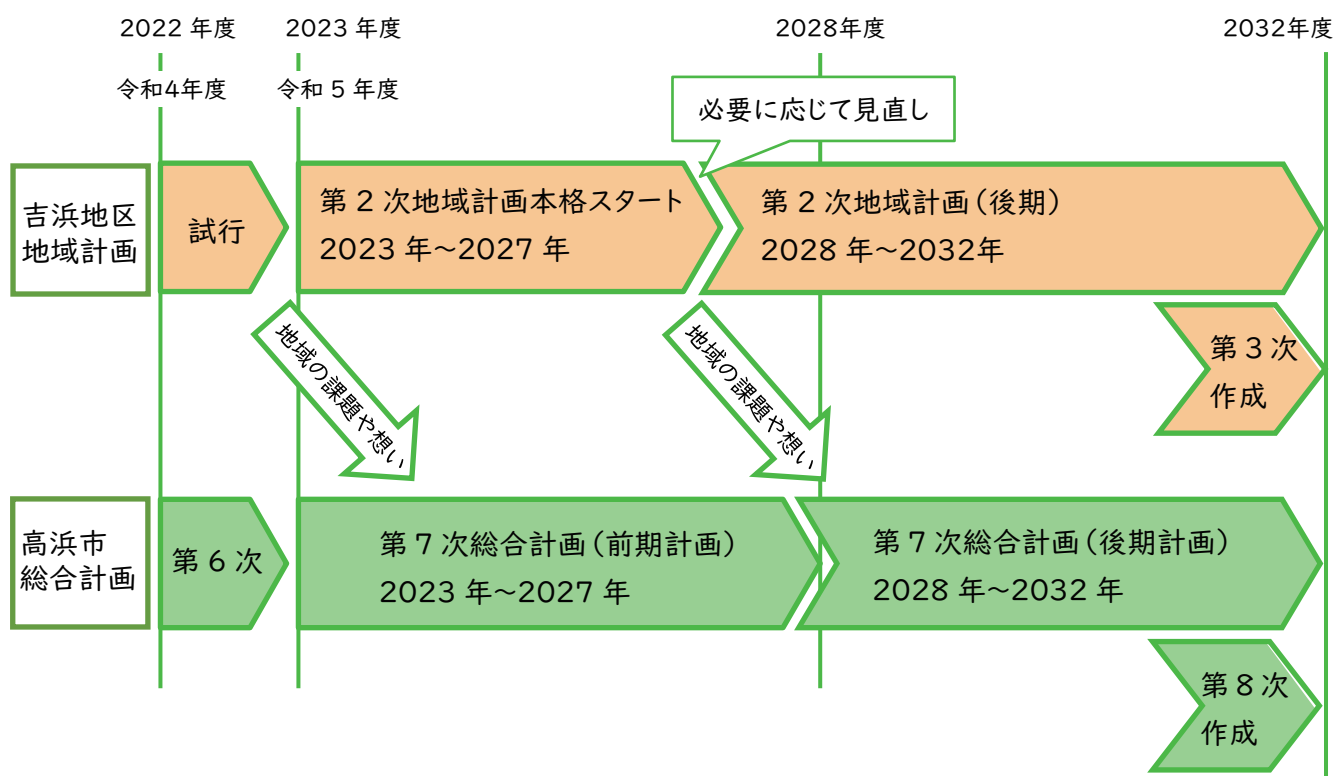 2022 年度
2023 年度
2028年度
2032年度
令和4年度
令和 5 年度
必要に応じて見直し
吉浜地区
地域計画
試行
第 2 次地域計画本格スタート
2023 年～2027 年
第 2 次地域計画（後期）
2028 年～2032年
地域の課題や想い
地域の課題や想い
第 3 次
作成
高浜市
総合計画
第 6 次
第 7 次総合計画（前期計画）
2023 年～2027 年
第 7 次総合計画（後期計画）
2028 年～2032 年
第 8 次
作成